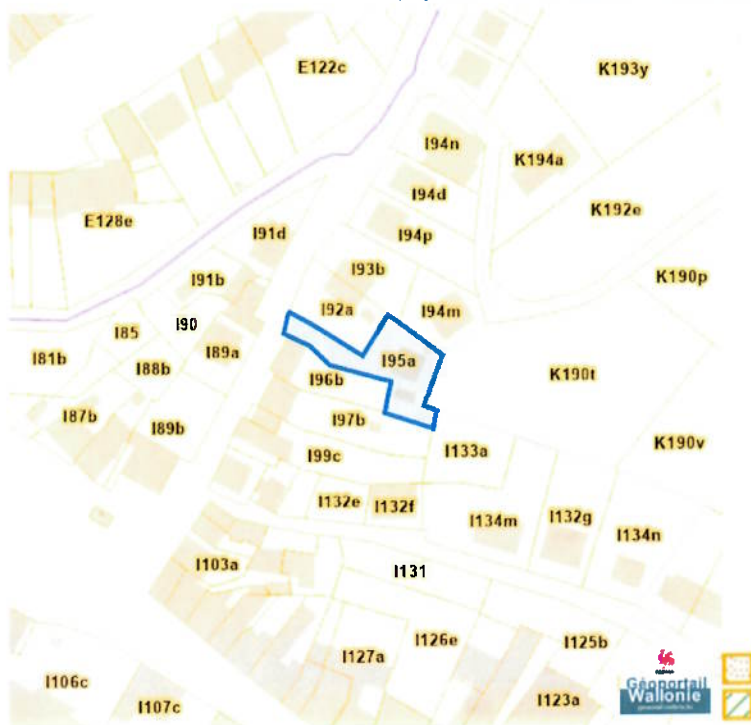 E122c
K193y
I94n
K194a
I94d
K192e
E128e
I91d
I94p
I93b
I91b
K190p
I92a
I94m
I90
I85
I81b
I89a
I95a
I88b
I96b
K190t
I87b
I89b
I97b
I99c
I133a
K190v
I132e
I132f
I134m
I132g
I134n
I103a
I131
I126e
I125b
I127a
I106c
I107c
I123a
Géoportail
Wallonie